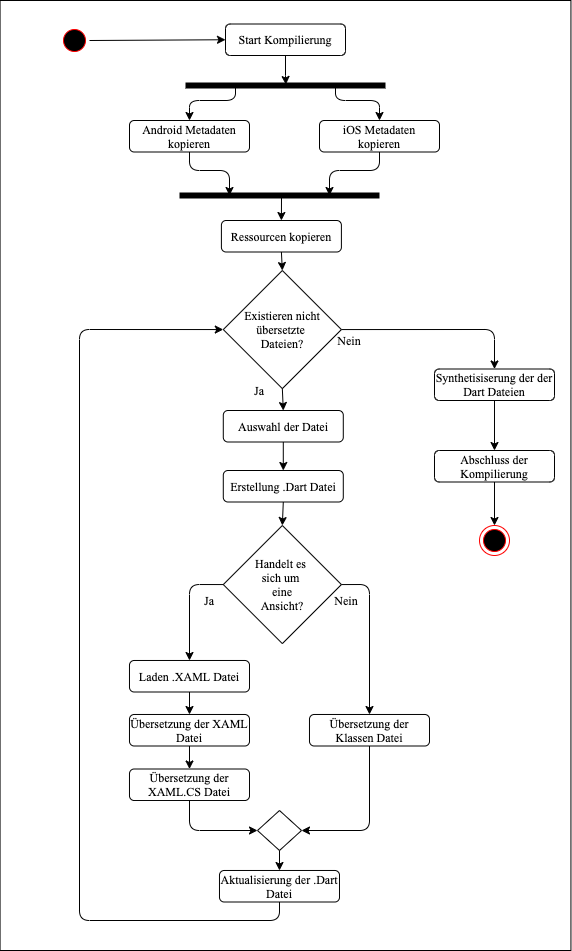 Start Kompilierung
Android Metadaten
kopieren
iOS Metadaten
kopieren
Ressourcen kopieren
Existieren nicht
übersetzte
Dateien?
Nein
Ja
Synthetisiserung der der
Dart Dateien
Auswahl der Datei
Abschluss der
Kompilierung
Erstellung .Dart Datei
Handelt es
sich um
eine
Ansicht?
Ja
Nein
Laden .XAML Datei
Übersetzung der XAML
Datei
Übersetzung der
Klassen Datei
Übersetzung der
XAML.CS Datei
Aktualisierung der .Dart
Datei